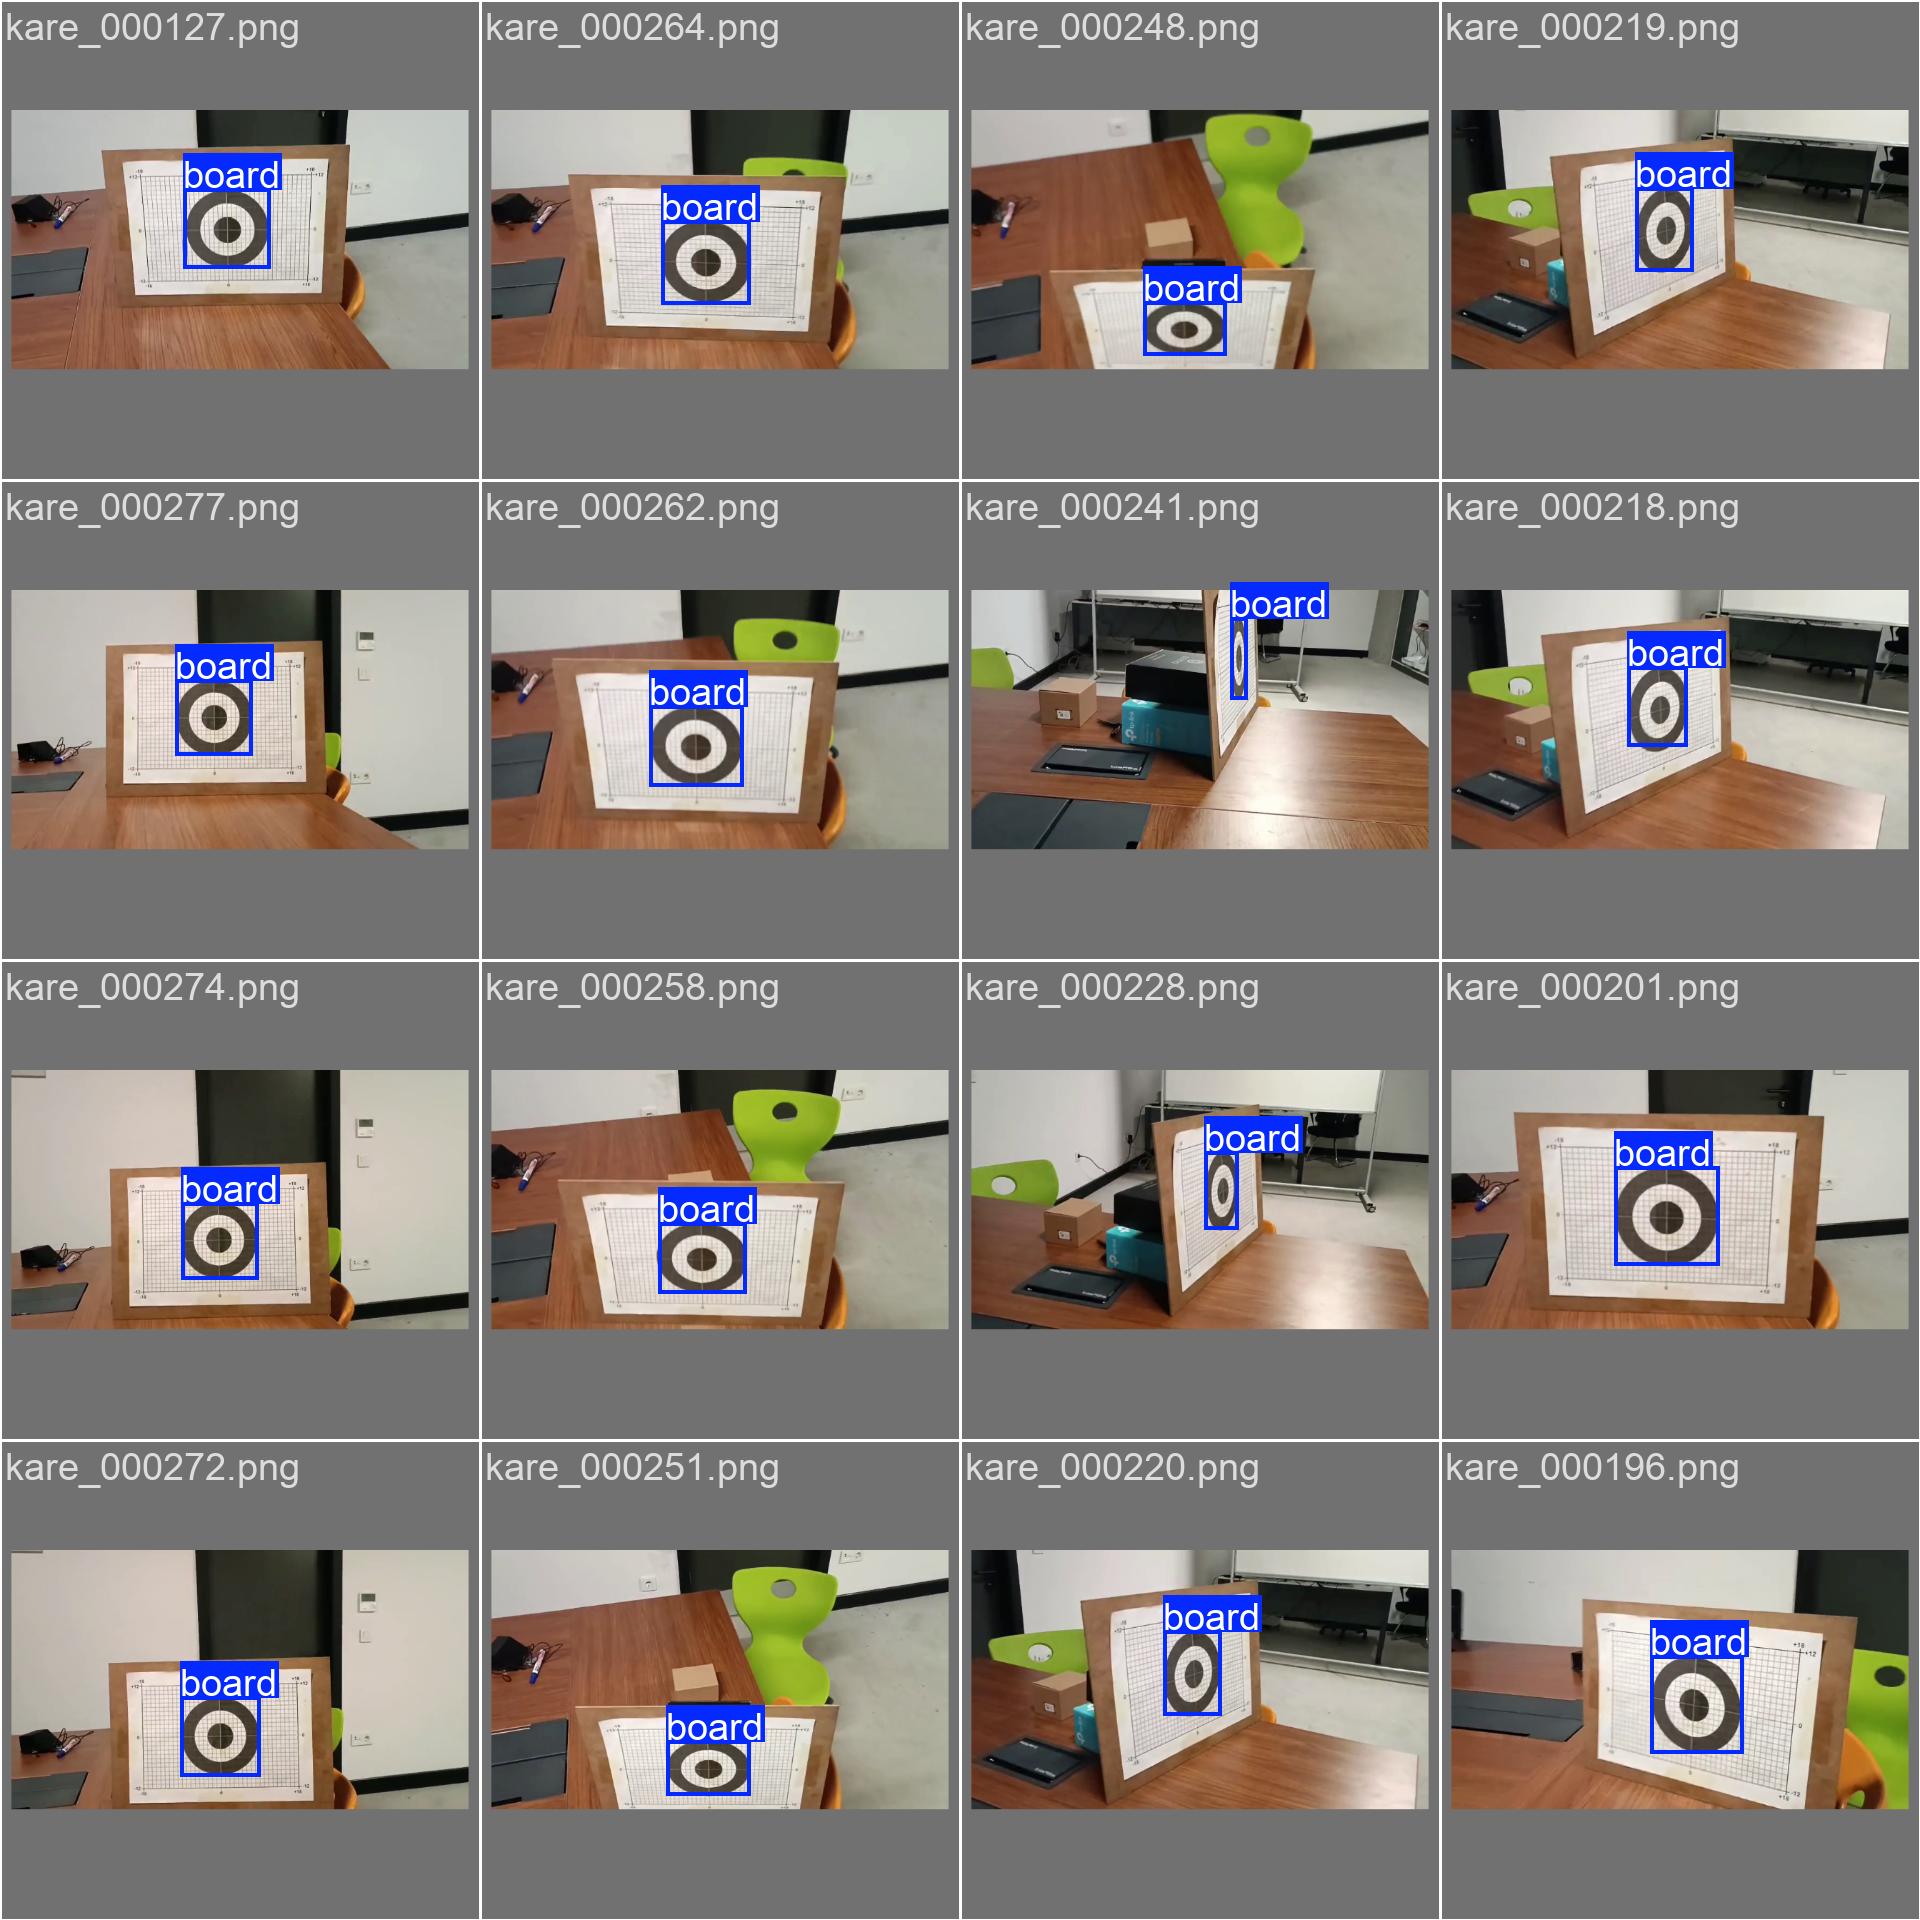 kare_000127.png
kare_000264.png
kare_000248.png
kare_000219.png
board
board
board
board
kare_000277.png
kare_000262.png
kare_000241.png
kare_000218.png
board
board
board
board
kare_000274.png
kare_000258.png
kare_000228.png
kare_000201.png
board
board
board
board
kare_000272.png
kare_000251.png
kare_000220.png
kare_000196.png
board
board
board
board